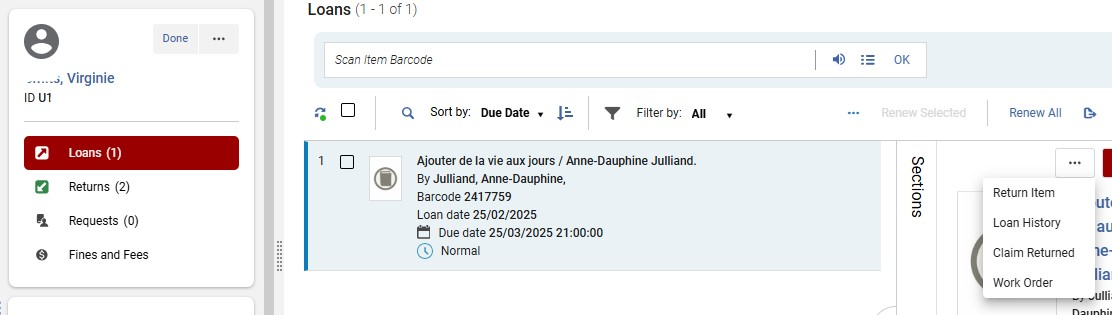 Loans (1 - 1 of 1)
Done
Scan Item Barcode
OK
, Virginie
ID U1
Sort by: Due Date
Filter by: All
Renew Selected
Renew All
Loans (1)
Returns (2)
Requests (0)
Fines and Fees
1
Ajouter de la vie aux jours / Anne-Dauphine Julliand.
By Julliand, Anne-Dauphine,
Barcode 2417759
Loan date 25/02/2025
Due date 25/03/2025 21:00:00
Normal
Sections
Return Item
Loan History
Claim Returned
Work Order